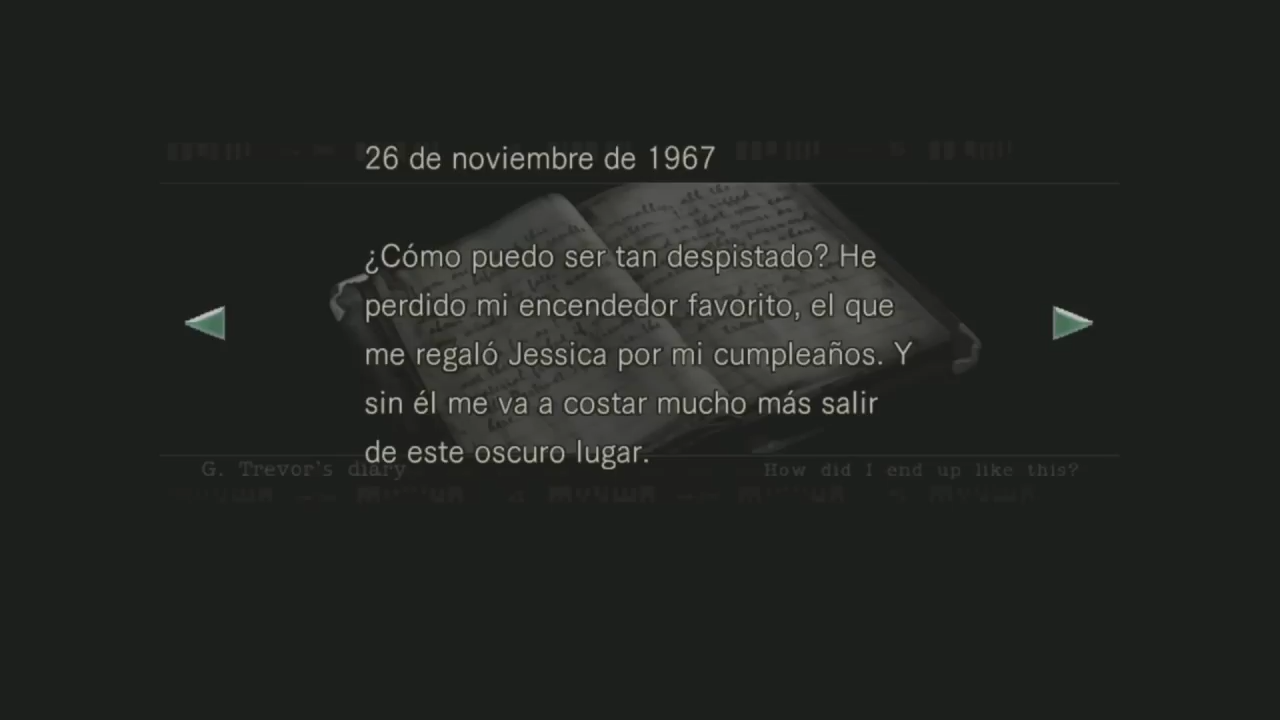 26 de noviembre de 1967
¿Cómo puedo ser tan despistado? He
perdido mi encendedor favorito, el que
me regaló Jessica por mi cumpleaños. Y
sin él me va a costar mucho más salir
de este oscuro lugar.
G. Trevor's diary
How did I end up like this?